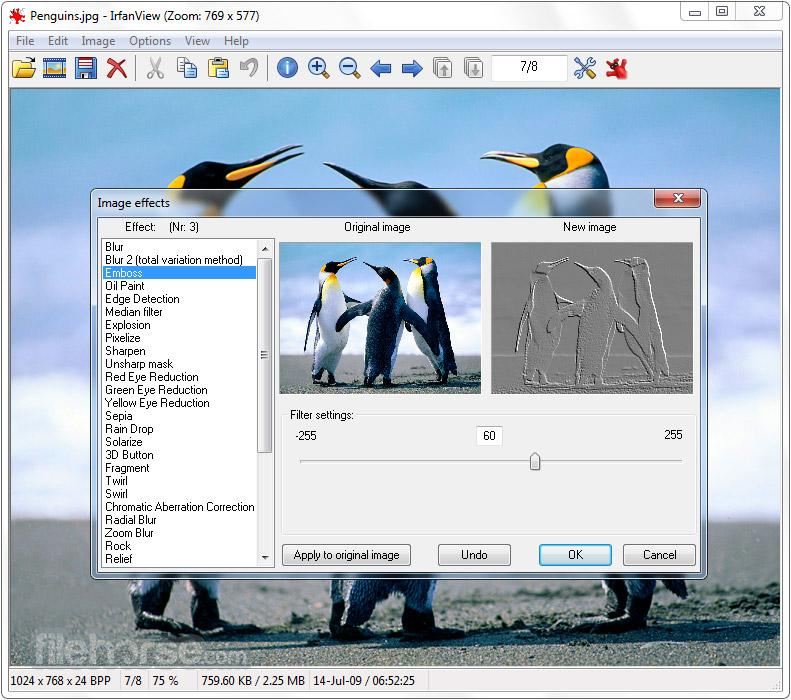 Penguins.jpg - IrfanView (Zoom: 769 x 577)
File Edit Image Options View Help
7/8
Image effects
Effect: (Nr: 3) Original image New image
Blur
Blur 2 (total variation method)
Emboss
Oil Paint
Edge Detection
Median filter
Explosion
Pixelize
Sharpen
Unsharp mask
Red Eye Reduction
Green Eye Reduction
Yellow Eye Reduction
Sepia
Rain Drop
Solarize
3D Button
Fragment
Twirl
Swirl
Chromatic Aberration Correction
Radial Blur
Zoom Blur
Rock
Relief
Filter settings:
-255 60 255
Apply to original image Undo OK Cancel
filehorse.com
1024 x 768 x 24 BPP 7/8 75 % 759.60 KB / 2.25 MB 14-Jul-09 / 06:52:25